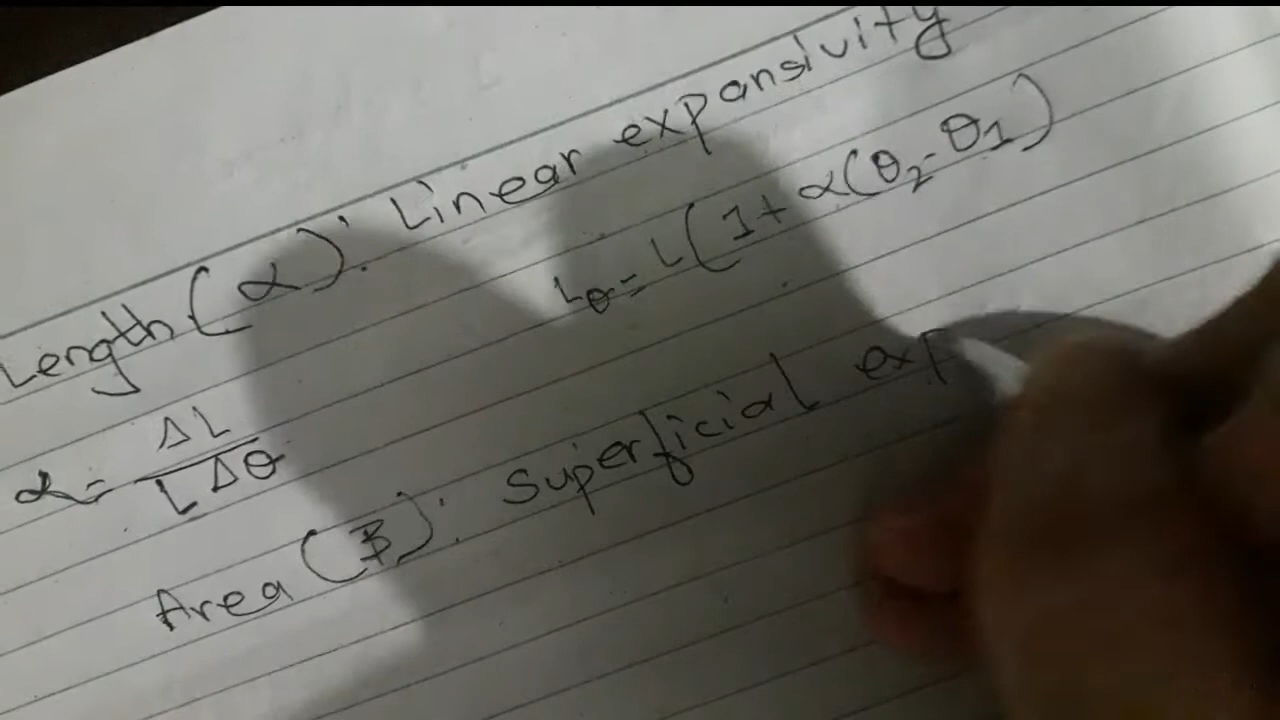 Length (α): Linear expansivity
α = ΔL / LΔθ
Lθ = L(1 + α(θ₂ - θ₁)
Area (β): Superficial exp